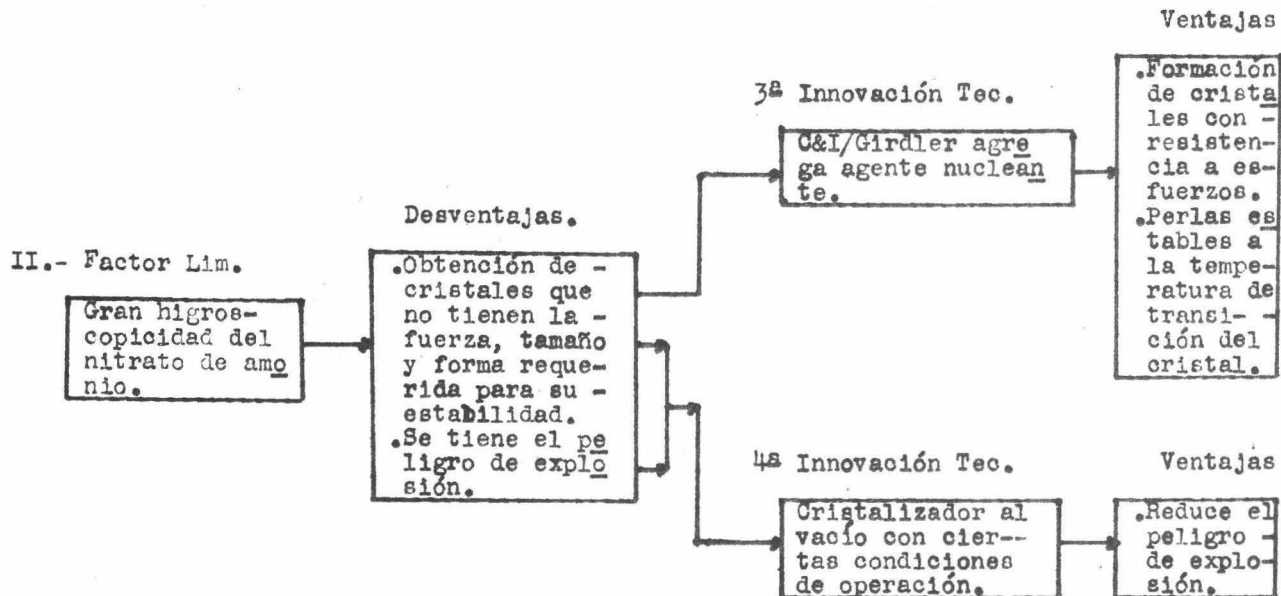 II.- Factor Lim.
Gran higros-
copicidad del
nitrato de amo
nio.
Desventajas.
.Obtención de -
cristales que
no tienen la -
fuerza, tamaño
y forma reque-
rida para su -
estabilidad.
.Se tiene el pe
ligro de explo
sión.
3ª Innovación Tec.
C&I/Girdler agre
ga agente nuclean
te.
Ventajas
.Formación
de crista
les con -
resisten-
cia a es-
fuerzos.
.Perlas es
tables a
la tempe-
ratura de
transi- -
ción del
cristal.
4ª Innovación Tec.
Cristalizador al
vacío con cier--
tas condiciones
de operación.
Ventajas
.Reduce el
peligro -
de explo-
sión.